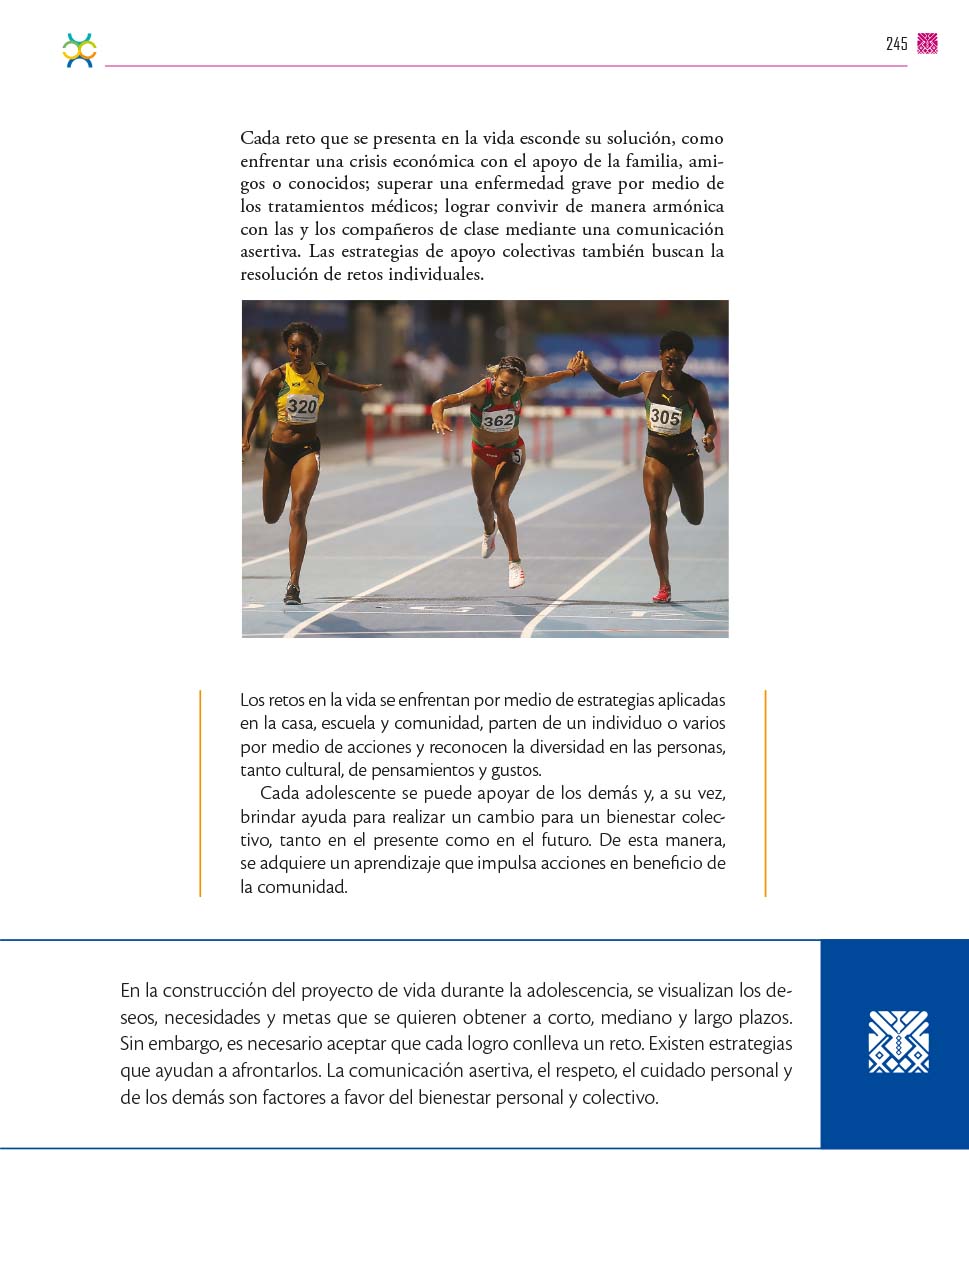 245
Cada reto que se presenta en la vida esconde su solución, como
enfrentar una crisis económica con el apoyo de la familia, ami-
gos o conocidos; superar una enfermedad grave por medio de
los tratamientos médicos; lograr convivir de manera armónica
con las y los compañeros de clase mediante una comunicación
asertiva. Las estrategias de apoyo colectivas también buscan la
resolución de retos individuales.
320
362
305
Los retos en la vida se enfrentan por medio de estrategias aplicadas
en la casa, escuela y comunidad, parten de un individuo o varios
por medio de acciones y reconocen la diversidad en las personas,
tanto cultural, de pensamientos y gustos.
Cada adolescente se puede apoyar de los demás y, a su vez,
brindar ayuda para realizar un cambio para un bienestar colec-
tivo, tanto en el presente como en el futuro. De esta manera,
se adquiere un aprendizaje que impulsa acciones en beneficio de
la comunidad.
En la construcción del proyecto de vida durante la adolescencia, se visualizan los de-
seos, necesidades y metas que se quieren obtener a corto, mediano y largo plazos.
Sin embargo, es necesario aceptar que cada logro conlleva un reto. Existen estrategias
que ayudan a afrontarlos. La comunicación asertiva, el respeto, el cuidado personal y
de los demás son factores a favor del bienestar personal y colectivo.